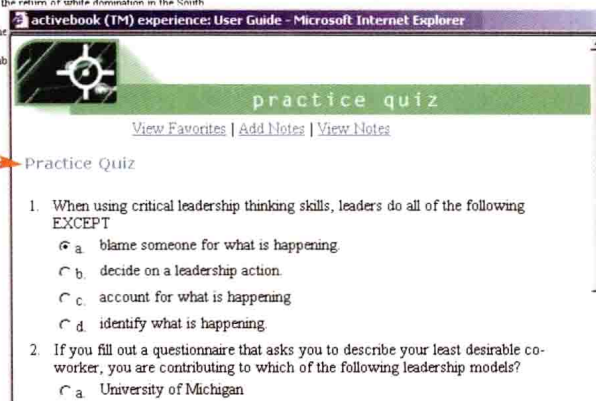 the return of white domination in the South
activebook (TM) experience: User Guide - Microsoft Internet Explorer
practice quiz
View Favorites | Add Notes | View Notes
Practice Quiz
1. When using critical leadership thinking skills, leaders do all of the following
EXCEPT
a. blame someone for what is happening.
b. decide on a leadership action.
c. account for what is happening
d. identify what is happening.
2. If you fill out a questionnaire that asks you to describe your least desirable co-
worker, you are contributing to which of the following leadership models?
a. University of Michigan